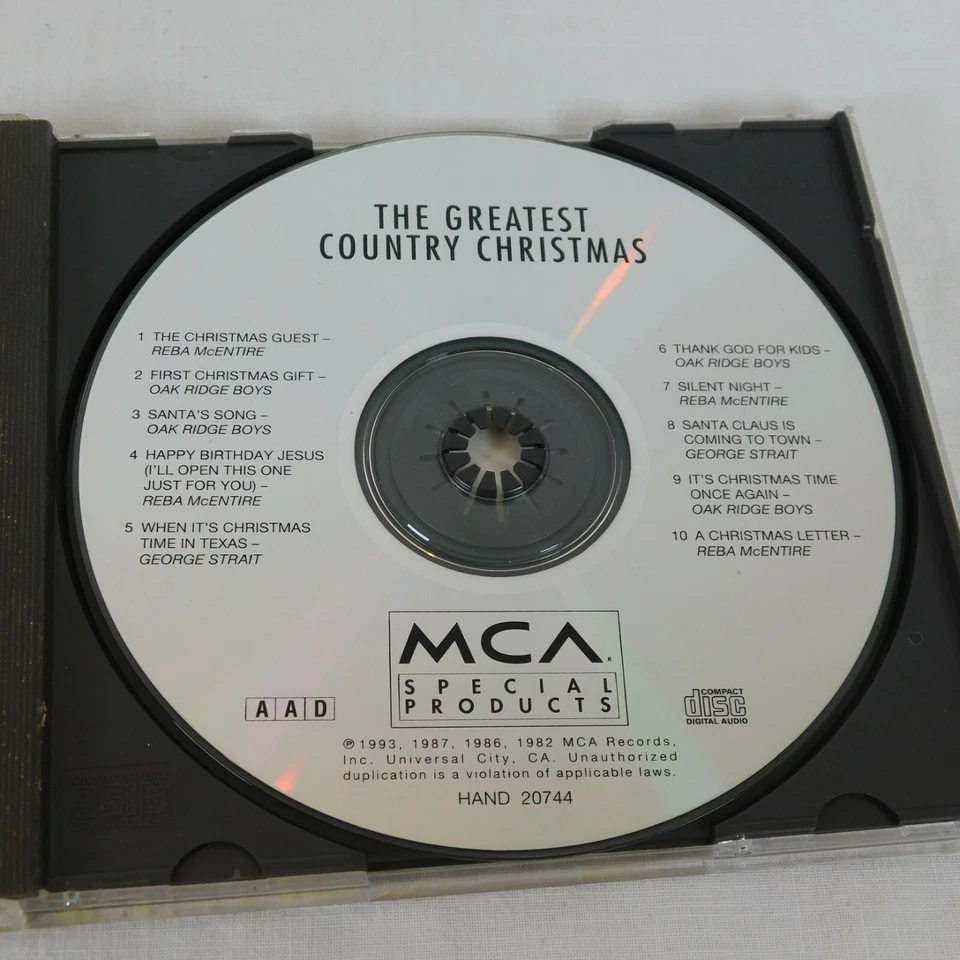 THE GREATEST
COUNTRY CHRISTMAS
1 THE CHRISTMAS GUEST –
REBA McENTIRE
2 FIRST CHRISTMAS GIFT –
OAK RIDGE BOYS
3 SANTA'S SONG –
OAK RIDGE BOYS
4 HAPPY BIRTHDAY JESUS
(I'LL OPEN THIS ONE
JUST FOR YOU) –
REBA McENTIRE
5 WHEN IT'S CHRISTMAS
TIME IN TEXAS –
GEORGE STRAIT
6 THANK GOD FOR KIDS –
OAK RIDGE BOYS
7 SILENT NIGHT –
REBA McENTIRE
8 SANTA CLAUS IS
COMING TO TOWN –
GEORGE STRAIT
9 IT'S CHRISTMAS TIME
ONCE AGAIN –
OAK RIDGE BOYS
10 A CHRISTMAS LETTER –
REBA McENTIRE
MCA
SPECIAL
PRODUCTS
AAD
COMPACT
disc
DIGITAL AUDIO
℗ 1993, 1987, 1986, 1982 MCA Records,
Inc. Universal City, CA. Unauthorized
duplication is a violation of applicable laws.
HAND 20744